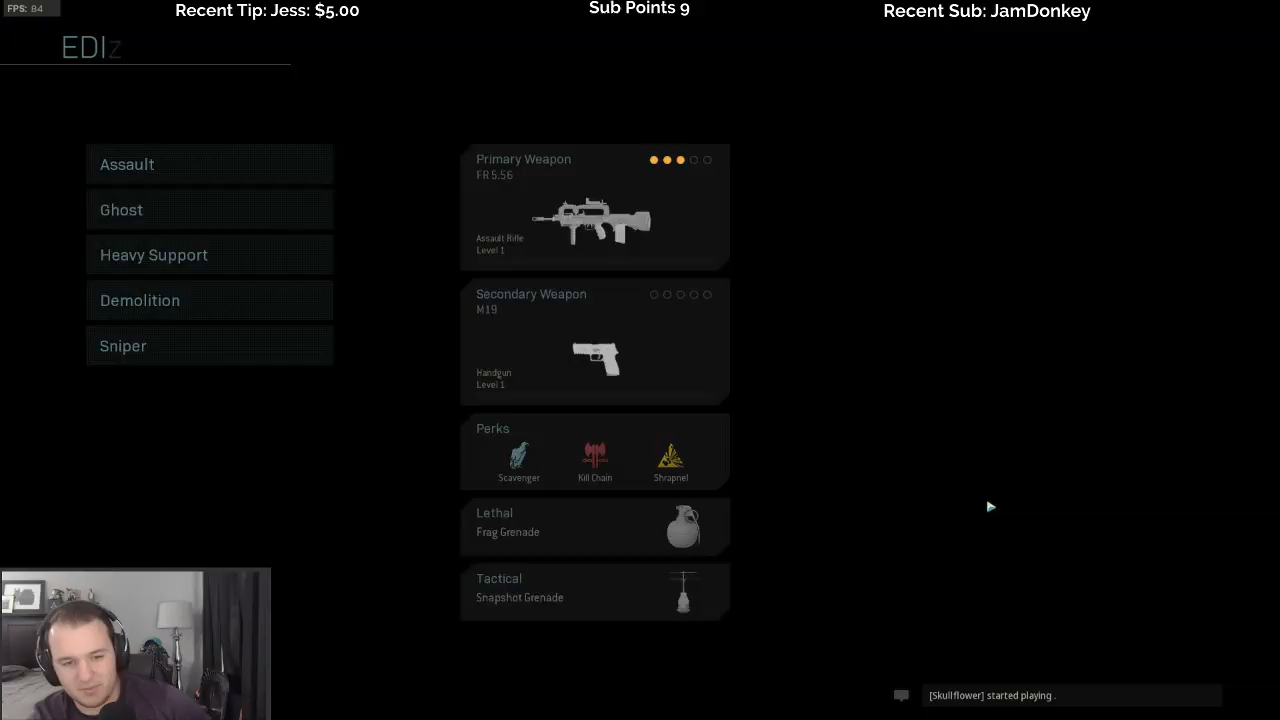 FPS: 84
Recent Tip: Jess: $5.00
Sub Points 9
Recent Sub: JamDonkey
EDIz
Assault
Ghost
Heavy Support
Demolition
Sniper
Primary Weapon
FR 5.56
Assault Rifle
Level 1
Secondary Weapon
M19
Handgun
Level 1
Perks
Scavenger
Kill Chain
Shrapnel
Lethal
Frag Grenade
Tactical
Snapshot Grenade
[Skullflower] started playing .